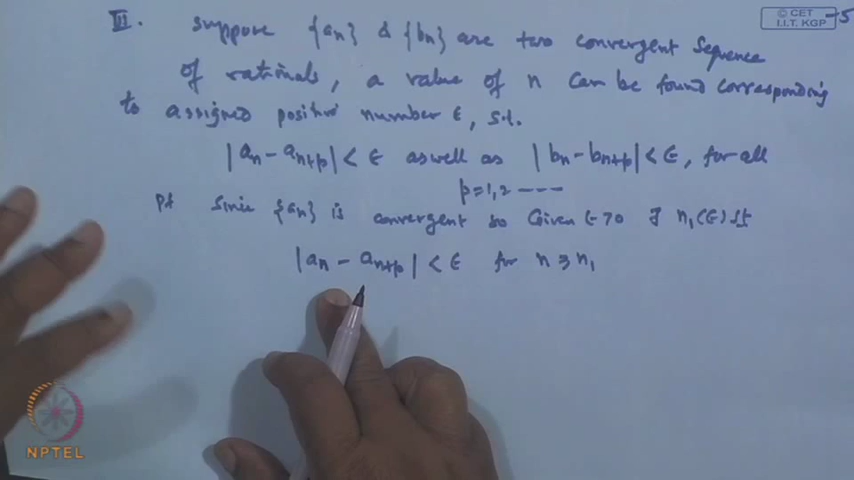 © CET
I.I.T. KGP
-5
III. Suppose {an} & {bn} are two convergent sequence
of rationals, a value of n can be found corresponding
to assigned positive number ε, s.t.
|an - an+p| < ε as well as |bn - bn+p| < ε, for all
p = 1, 2 ----
Pf Since {an} is convergent so Given ε > 0 ∃ n1(ε) st
|an - an+p| < ε for n ≥ n1
NPTEL